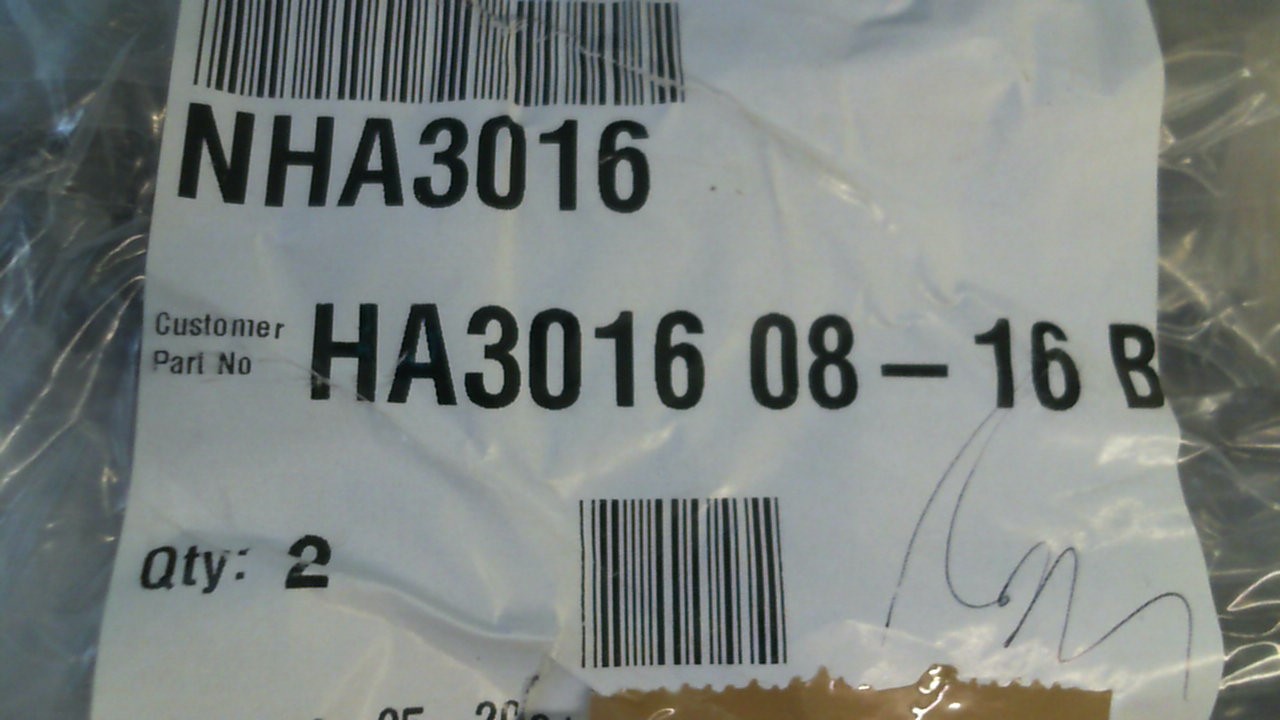 NHA3016
Customer
Part No HA3016 08 – 16 B
Qty: 2